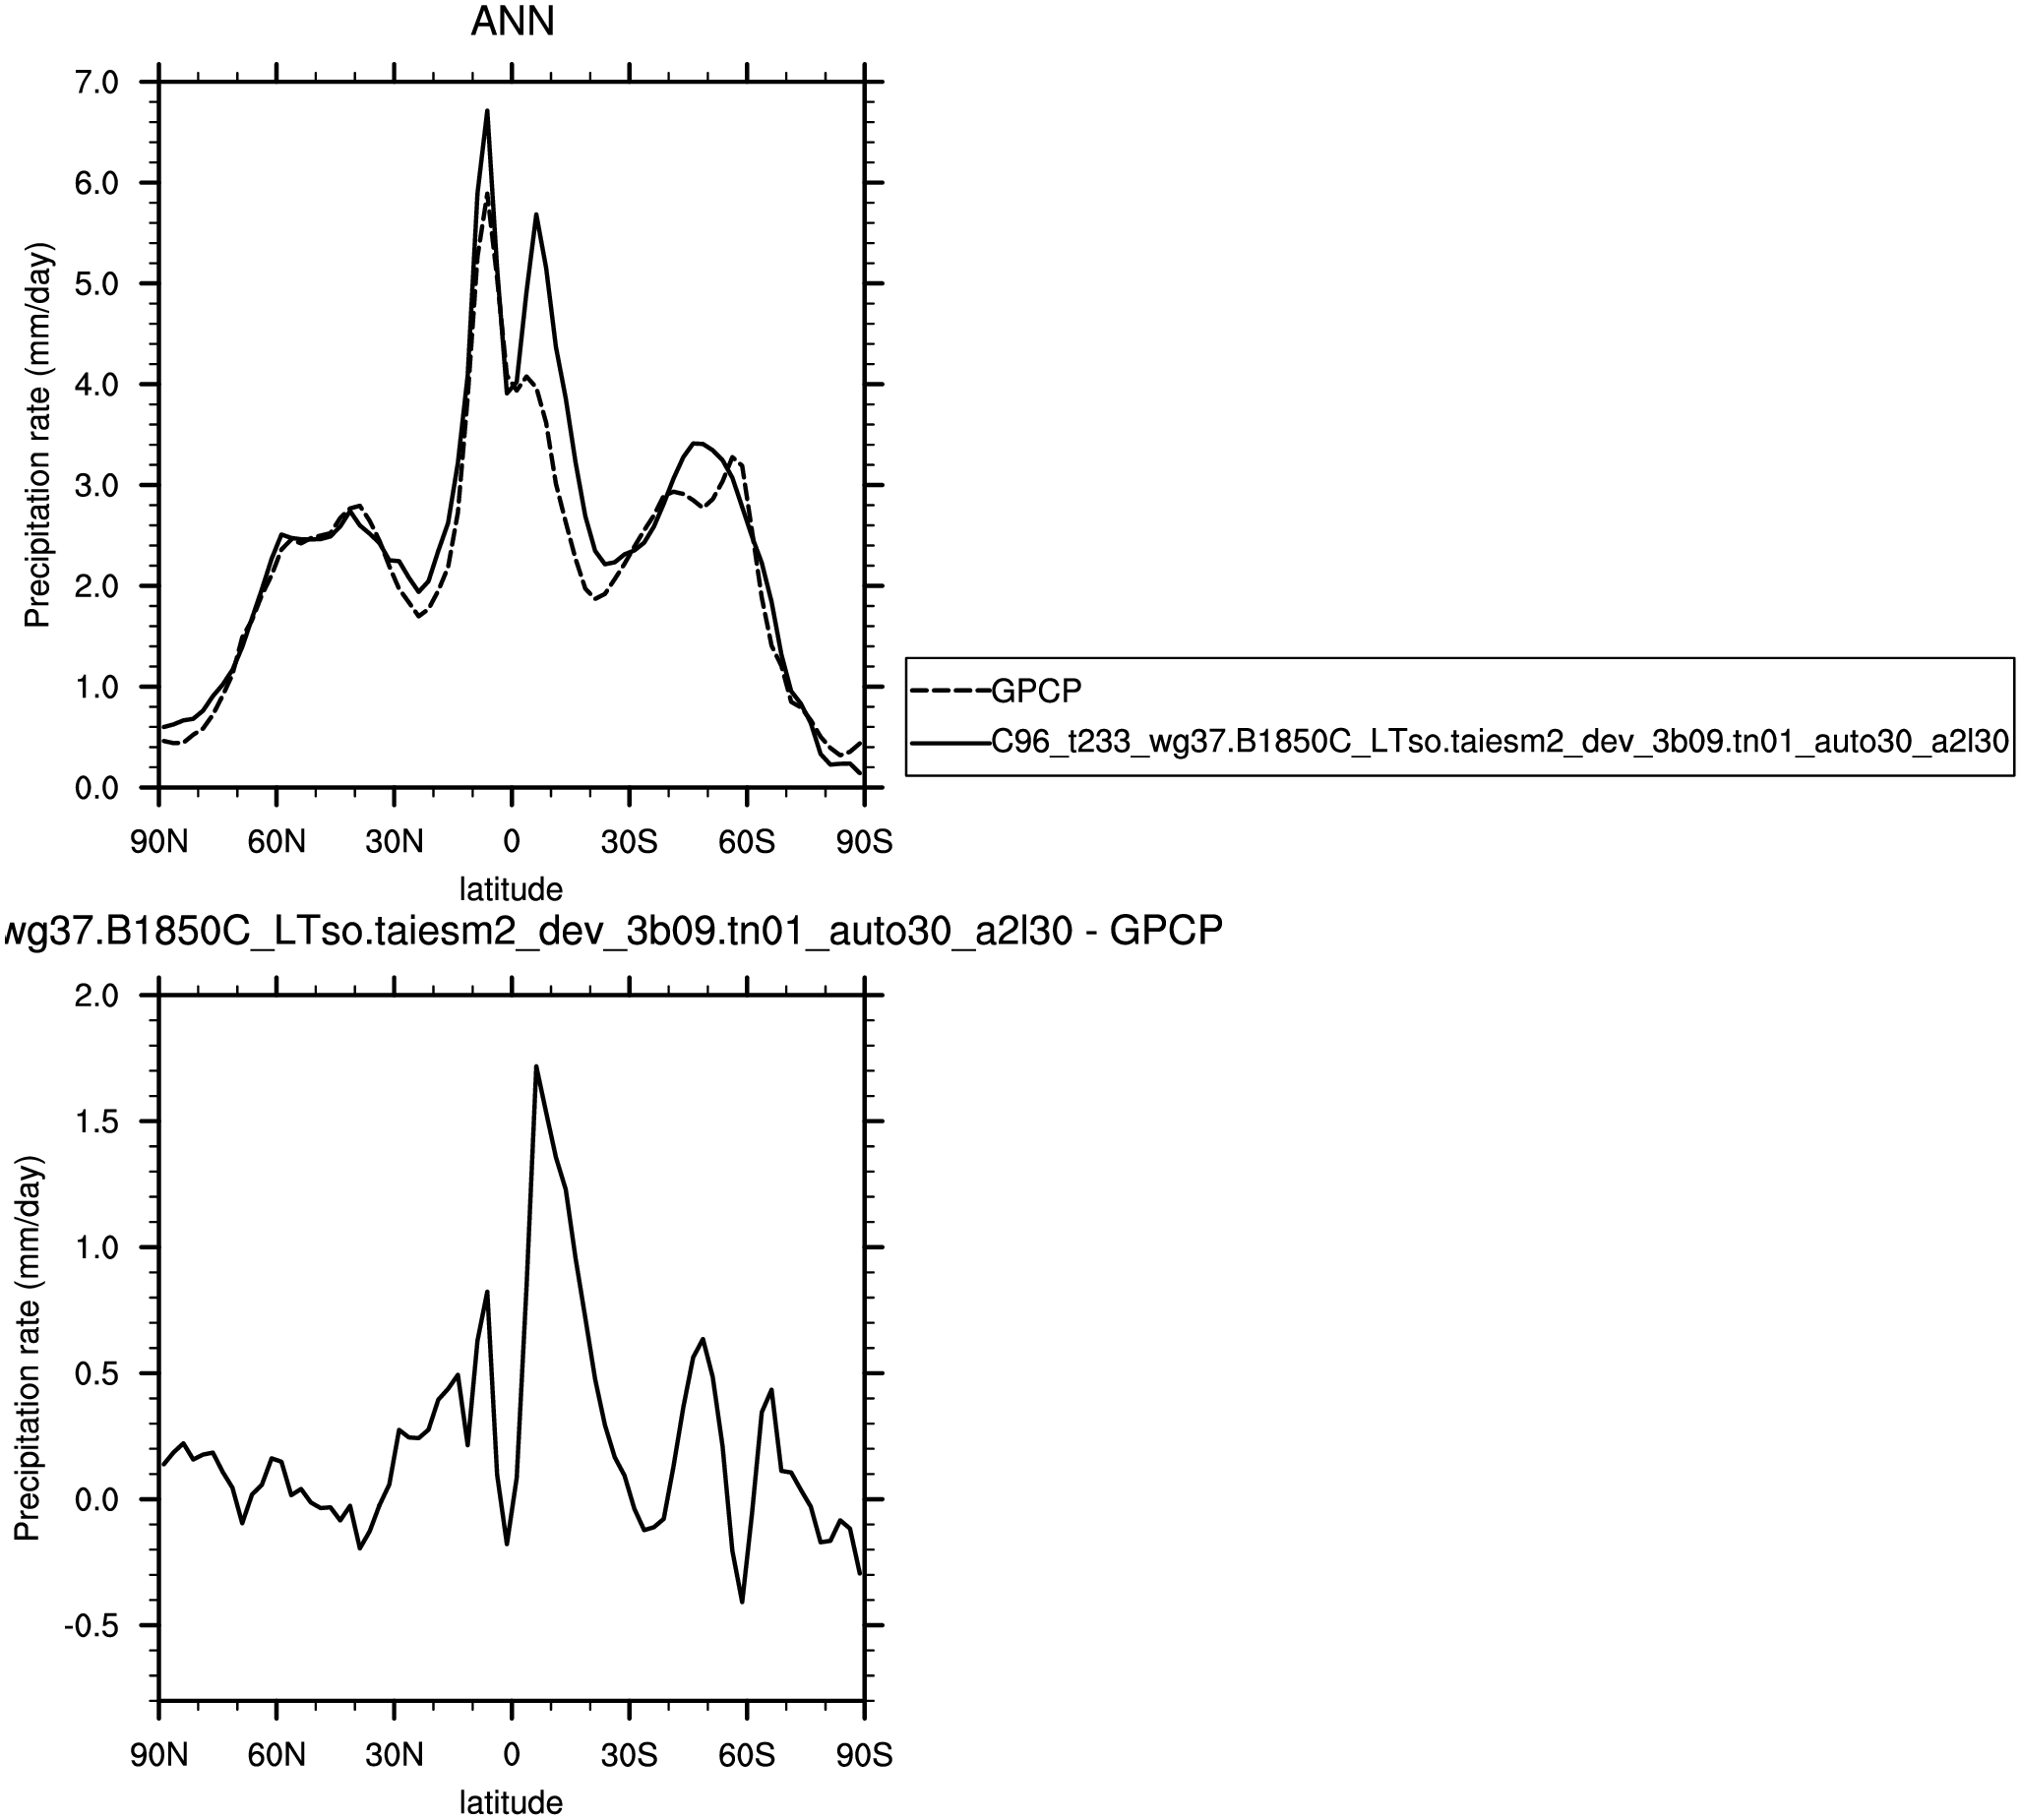 ANN
Precipitation rate (mm/day)
7.0
6.0
5.0
4.0
3.0
2.0
1.0
0.0
90N 60N 30N 0 30S 60S 90S
latitude
GPCP
C96_t233_wg37.B1850C_LTso.taiesm2_dev_3b09.tn01_auto30_a2l30
wg37.B1850C_LTso.taiesm2_dev_3b09.tn01_auto30_a2l30 - GPCP
Precipitation rate (mm/day)
2.0
1.5
1.0
0.5
0.0
-0.5
90N 60N 30N 0 30S 60S 90S
latitude